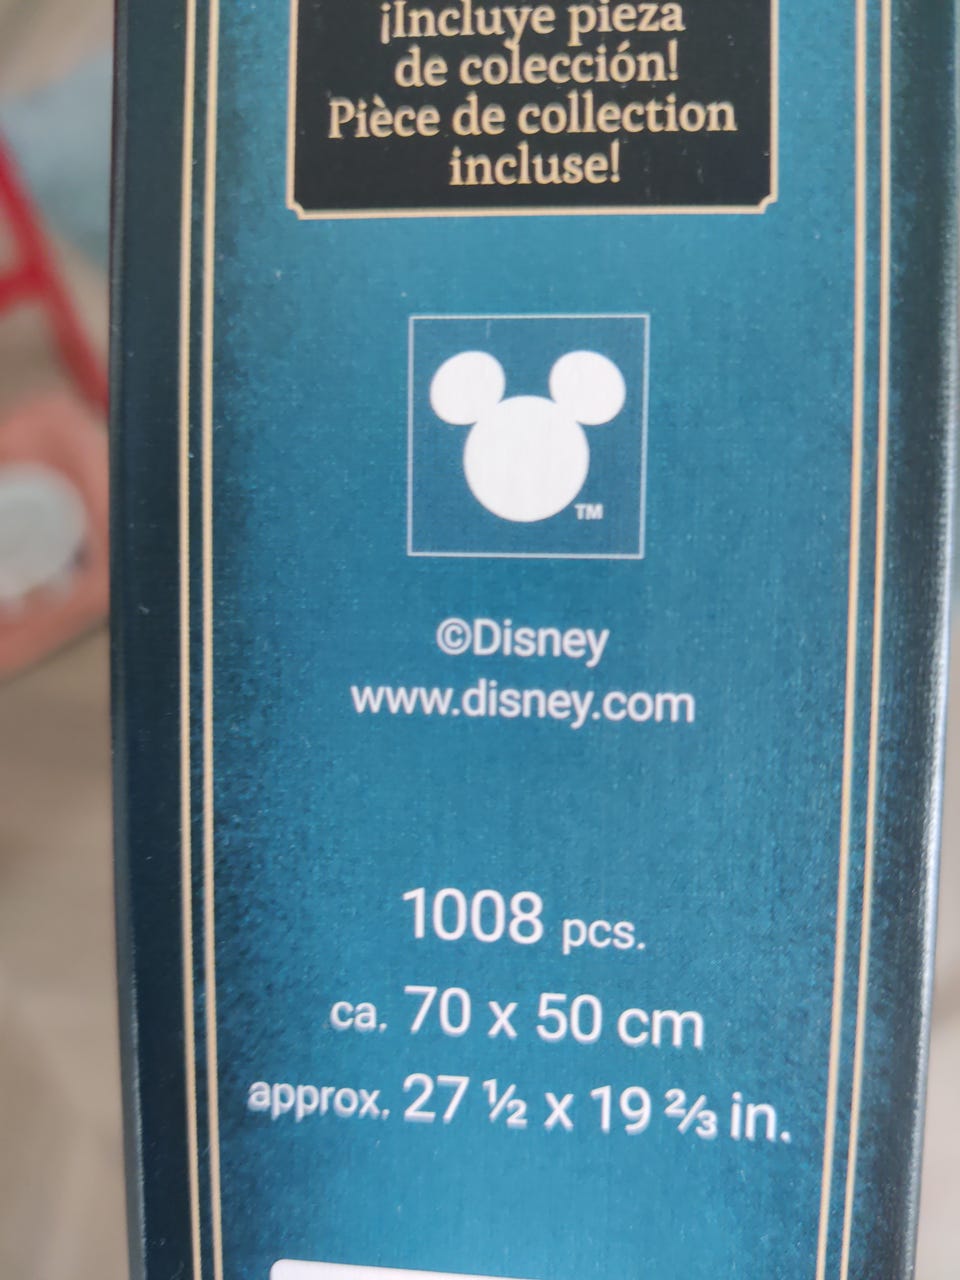 ¡Incluye pieza
de colección!
Pièce de collection
incluse!
TM
©Disney
www.disney.com
1008 pcs.
ca. 70 x 50 cm
approx. 27 ½ x 19 ⅔ in.